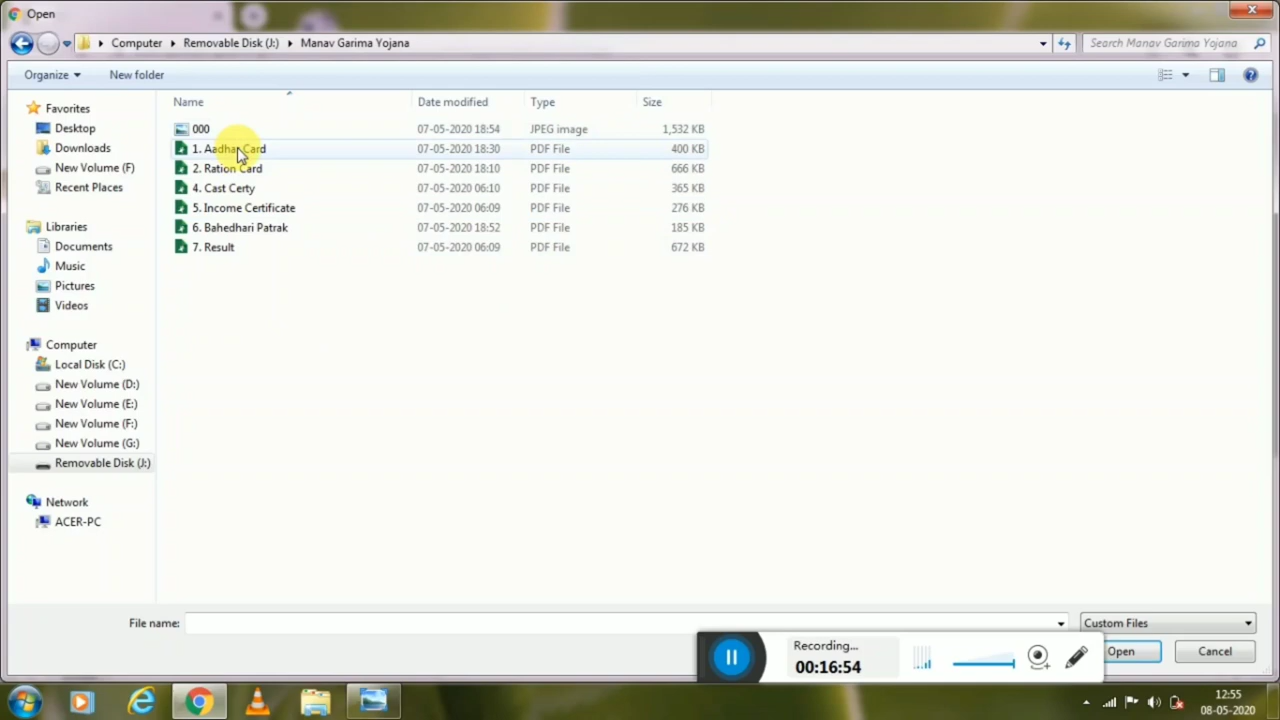 Open
Computer Removable Disk (J:) Manav Garima Yojana
Search Manav Garima Yojana
Organize New folder
Name Date modified Type Size
000 07-05-2020 18:54 JPEG image 1,532 KB
1. Aadhar Card 07-05-2020 18:30 PDF File 400 KB
2. Ration Card 07-05-2020 18:10 PDF File 666 KB
4. Cast Certy 07-05-2020 06:10 PDF File 365 KB
5. Income Certificate 07-05-2020 06:09 PDF File 276 KB
6. Bahedhari Patrak 07-05-2020 18:52 PDF File 185 KB
7. Result 07-05-2020 06:09 PDF File 672 KB
Favorites
Desktop
Downloads
New Volume (F)
Recent Places
Libraries
Documents
Music
Pictures
Videos
Computer
Local Disk (C:)
New Volume (D:)
New Volume (E:)
New Volume (F:)
New Volume (G:)
Removable Disk (J:)
Network
ACER-PC
File name:
Custom Files
Open
Cancel
Recording...
00:16:54
12:55
08-05-2020